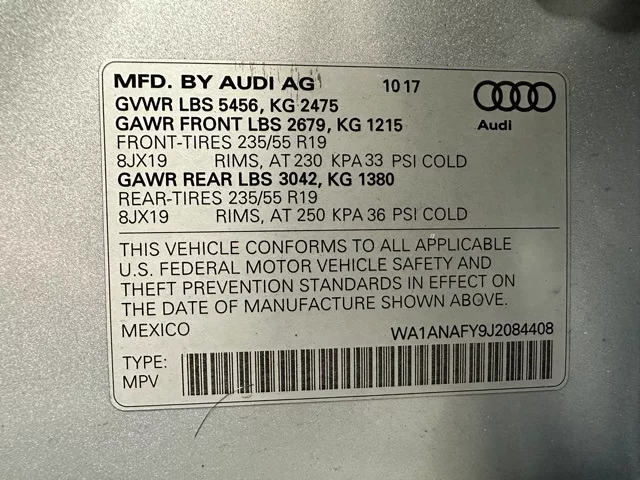 MFD. BY AUDI AG 10 17
GVWR LBS 5456, KG 2475
GAWR FRONT LBS 2679, KG 1215
Audi
FRONT-TIRES 235/55 R19
8JX19 RIMS, AT 230 KPA 33 PSI COLD
GAWR REAR LBS 3042, KG 1380
REAR-TIRES 235/55 R19
8JX19 RIMS, AT 250 KPA 36 PSI COLD
THIS VEHICLE CONFORMS TO ALL APPLICABLE
U.S. FEDERAL MOTOR VEHICLE SAFETY AND
THEFT PREVENTION STANDARDS IN EFFECT ON
THE DATE OF MANUFACTURE SHOWN ABOVE.
MEXICO WA1ANAFY9J2084408
TYPE:
MPV